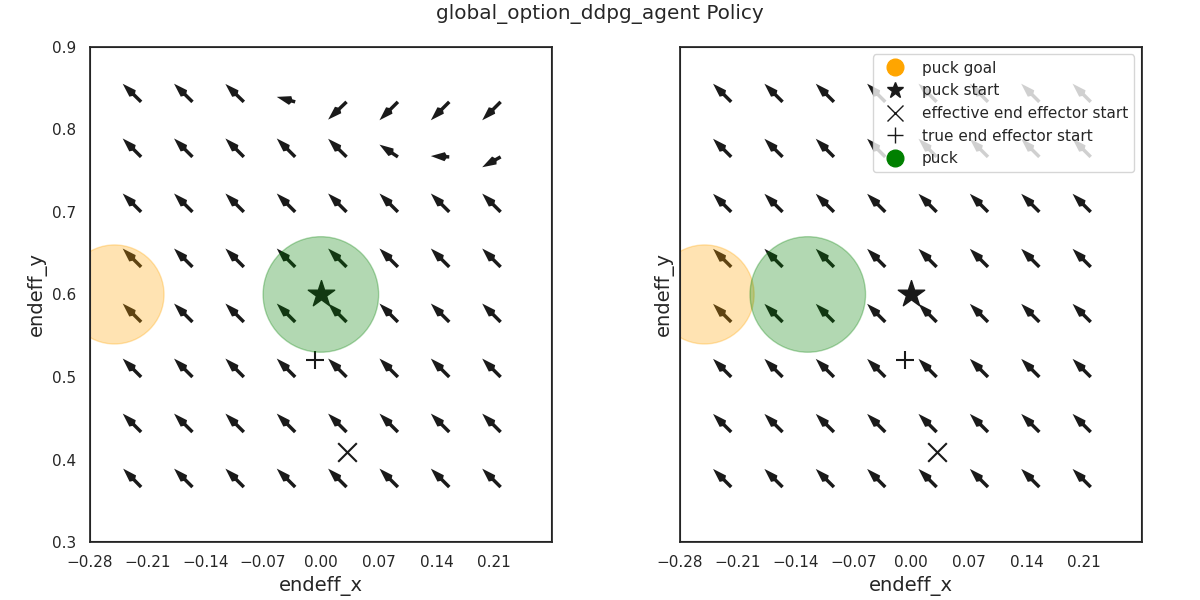 global_option_ddpg_agent Policy
0.9
0.8
0.7
0.6
0.5
0.4
0.3
endeff_y
−0.28 −0.21 −0.14 −0.07 0.00 0.07 0.14 0.21
endeff_x
puck goal
puck start
effective end effector start
true end effector start
puck
endeff_y
−0.28 −0.21 −0.14 −0.07 0.00 0.07 0.14 0.21
endeff_x